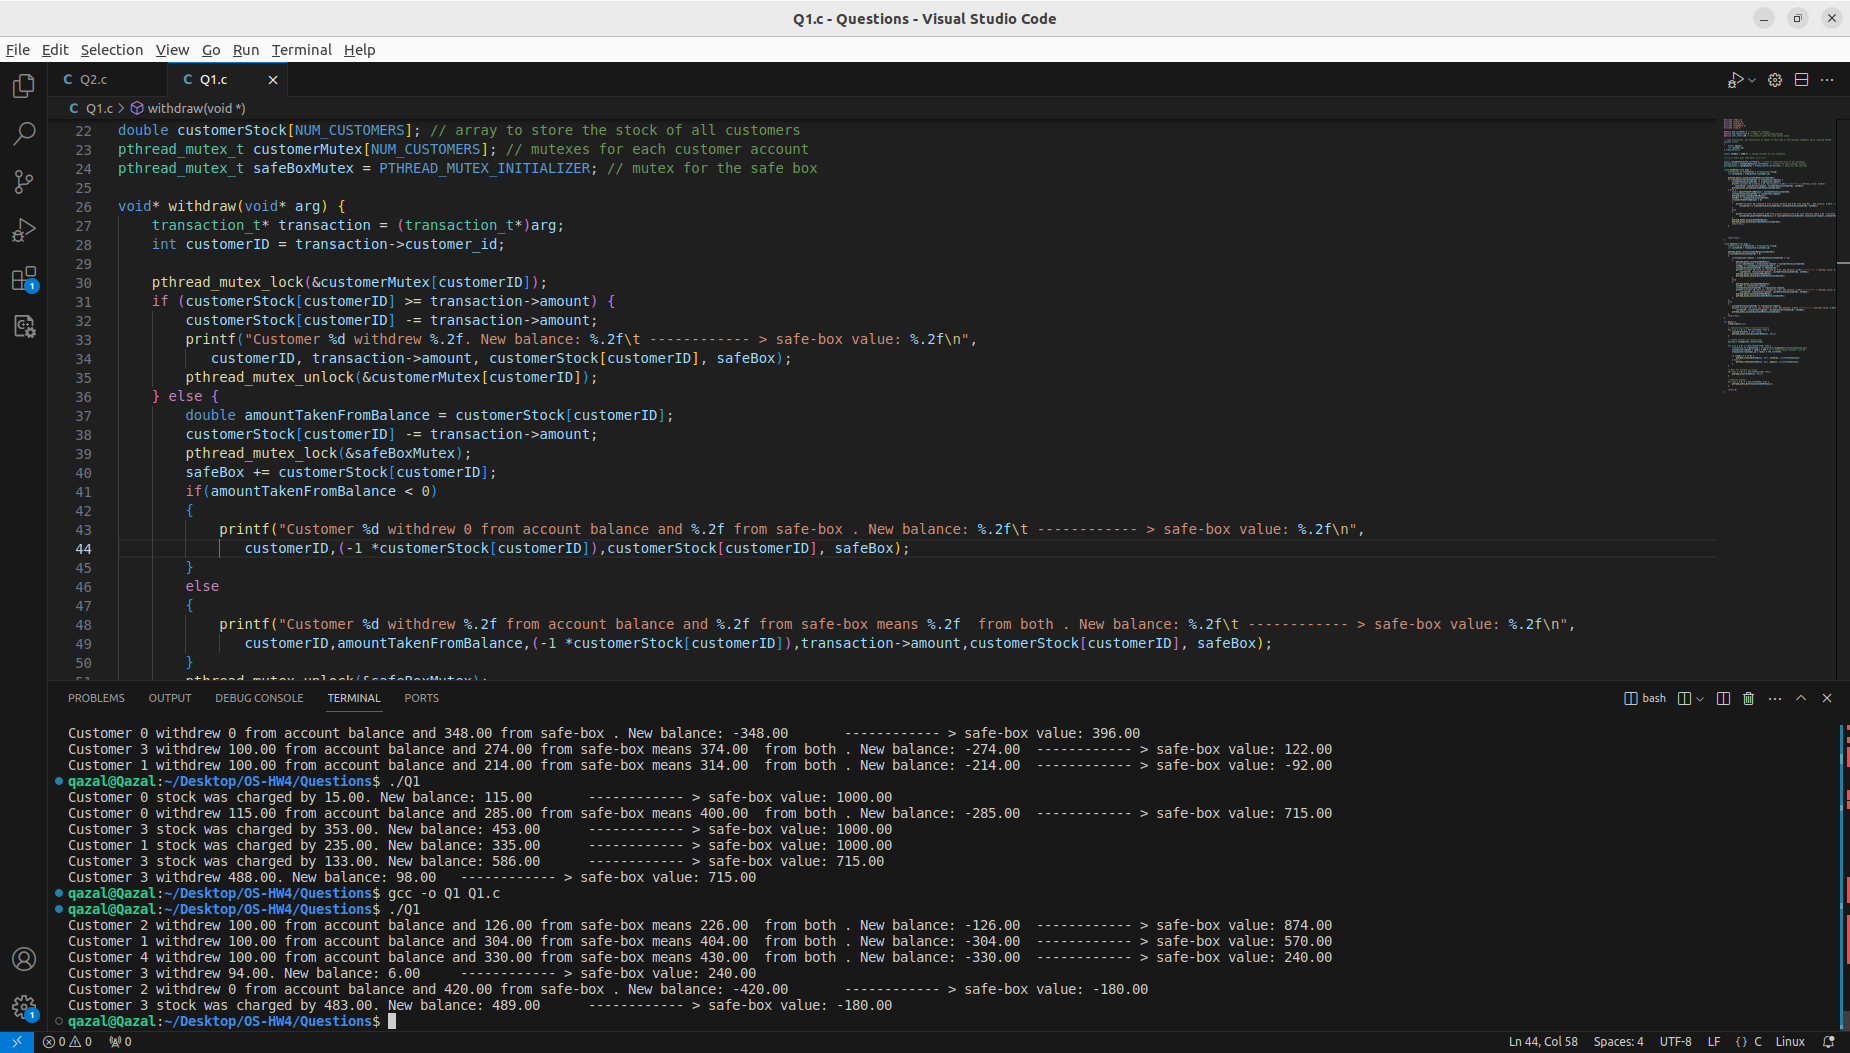 Q1.c - Questions - Visual Studio Code
File Edit Selection View Go Run Terminal Help
C Q2.c
C Q1.c
C Q1.c > withdraw(void *)
22 double customerStock[NUM_CUSTOMERS]; // array to store the stock of all customers
23 pthread_mutex_t customerMutex[NUM_CUSTOMERS]; // mutexes for each customer account
24 pthread_mutex_t safeBoxMutex = PTHREAD_MUTEX_INITIALIZER; // mutex for the safe box
25
26 void* withdraw(void* arg) {
27     transaction_t* transaction = (transaction_t*)arg;
28     int customerID = transaction->customer_id;
29
30     pthread_mutex_lock(&customerMutex[customerID]);
31     if (customerStock[customerID] >= transaction->amount) {
32         customerStock[customerID] -= transaction->amount;
33         printf("Customer %d withdrew %.2f. New balance: %.2f\t ------------ > safe-box value: %.2f\n",
34            customerID, transaction->amount, customerStock[customerID], safeBox);
35         pthread_mutex_unlock(&customerMutex[customerID]);
36     } else {
37         double amountTakenFromBalance = customerStock[customerID];
38         customerStock[customerID] -= transaction->amount;
39         pthread_mutex_lock(&safeBoxMutex);
40         safeBox += customerStock[customerID];
41         if(amountTakenFromBalance < 0)
42         {
43             printf("Customer %d withdrew 0 from account balance and %.2f from safe-box . New balance: %.2f\t ------------ > safe-box value: %.2f\n",
44                customerID,(-1 *customerStock[customerID]),customerStock[customerID], safeBox);
45         }
46         else
47         {
48             printf("Customer %d withdrew %.2f from account balance and %.2f from safe-box means %.2f  from both . New balance: %.2f\t ------------ > safe-box value: %.2f\n",
49                customerID,amountTakenFromBalance,(-1 *customerStock[customerID]),transaction->amount,customerStock[customerID], safeBox);
50         }
PROBLEMS OUTPUT DEBUG CONSOLE TERMINAL PORTS
bash
Customer 0 withdrew 0 from account balance and 348.00 from safe-box . New balance: -348.00       ------------ > safe-box value: 396.00
Customer 3 withdrew 100.00 from account balance and 274.00 from safe-box means 374.00  from both . New balance: -274.00  ------------ > safe-box value: 122.00
Customer 1 withdrew 100.00 from account balance and 214.00 from safe-box means 314.00  from both . New balance: -214.00  ------------ > safe-box value: -92.00
qazal@Qazal:~/Desktop/OS-HW4/Questions$ ./Q1
Customer 0 stock was charged by 15.00. New balance: 115.00       ------------ > safe-box value: 1000.00
Customer 0 withdrew 115.00 from account balance and 285.00 from safe-box means 400.00  from both . New balance: -285.00  ------------ > safe-box value: 715.00
Customer 3 stock was charged by 353.00. New balance: 453.00      ------------ > safe-box value: 1000.00
Customer 1 stock was charged by 235.00. New balance: 335.00      ------------ > safe-box value: 1000.00
Customer 3 stock was charged by 133.00. New balance: 586.00      ------------ > safe-box value: 715.00
Customer 3 withdrew 488.00. New balance: 98.00   ------------ > safe-box value: 715.00
qazal@Qazal:~/Desktop/OS-HW4/Questions$ gcc -o Q1 Q1.c
qazal@Qazal:~/Desktop/OS-HW4/Questions$ ./Q1
Customer 2 withdrew 100.00 from account balance and 126.00 from safe-box means 226.00  from both . New balance: -126.00  ------------ > safe-box value: 874.00
Customer 1 withdrew 100.00 from account balance and 304.00 from safe-box means 404.00  from both . New balance: -304.00  ------------ > safe-box value: 570.00
Customer 4 withdrew 100.00 from account balance and 330.00 from safe-box means 430.00  from both . New balance: -330.00  ------------ > safe-box value: 240.00
Customer 3 withdrew 94.00. New balance: 6.00     ------------ > safe-box value: 240.00
Customer 2 withdrew 0 from account balance and 420.00 from safe-box . New balance: -420.00       ------------ > safe-box value: -180.00
Customer 3 stock was charged by 483.00. New balance: 489.00      ------------ > safe-box value: -180.00
qazal@Qazal:~/Desktop/OS-HW4/Questions$
0 0 0 Ln 44, Col 58 Spaces: 4 UTF-8 LF {} C Linux
1
1